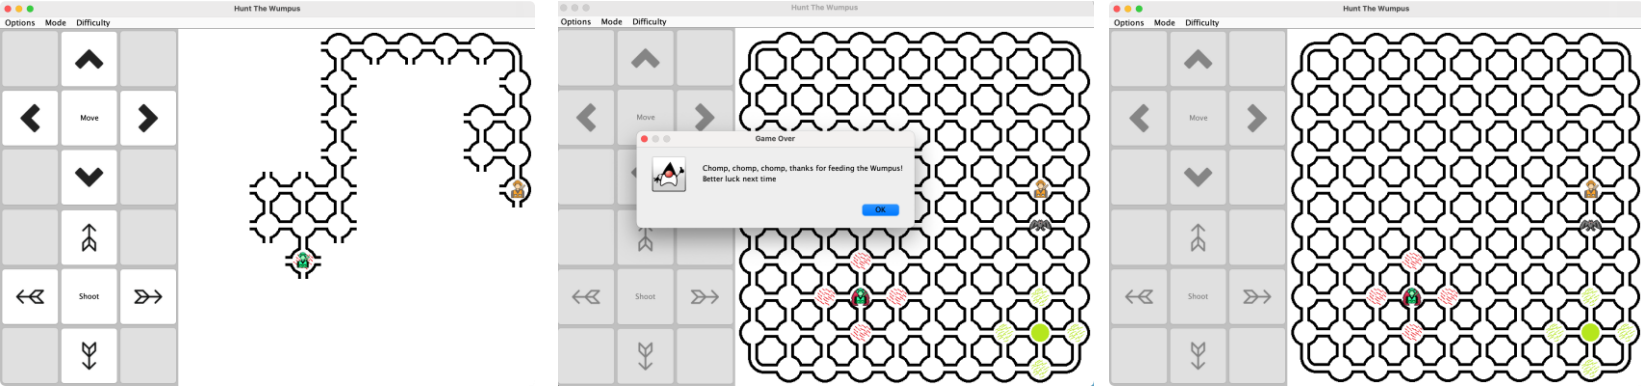 Hunt The Wumpus
Options Mode Difficulty
Move
Shoot
Hunt The Wumpus
Options Mode Difficulty
Move
Game Over
Chomp, chomp, chomp, thanks for feeding the Wumpus!
Better luck next time
OK
Shoot
Hunt The Wumpus
Options Mode Difficulty
Move
Shoot